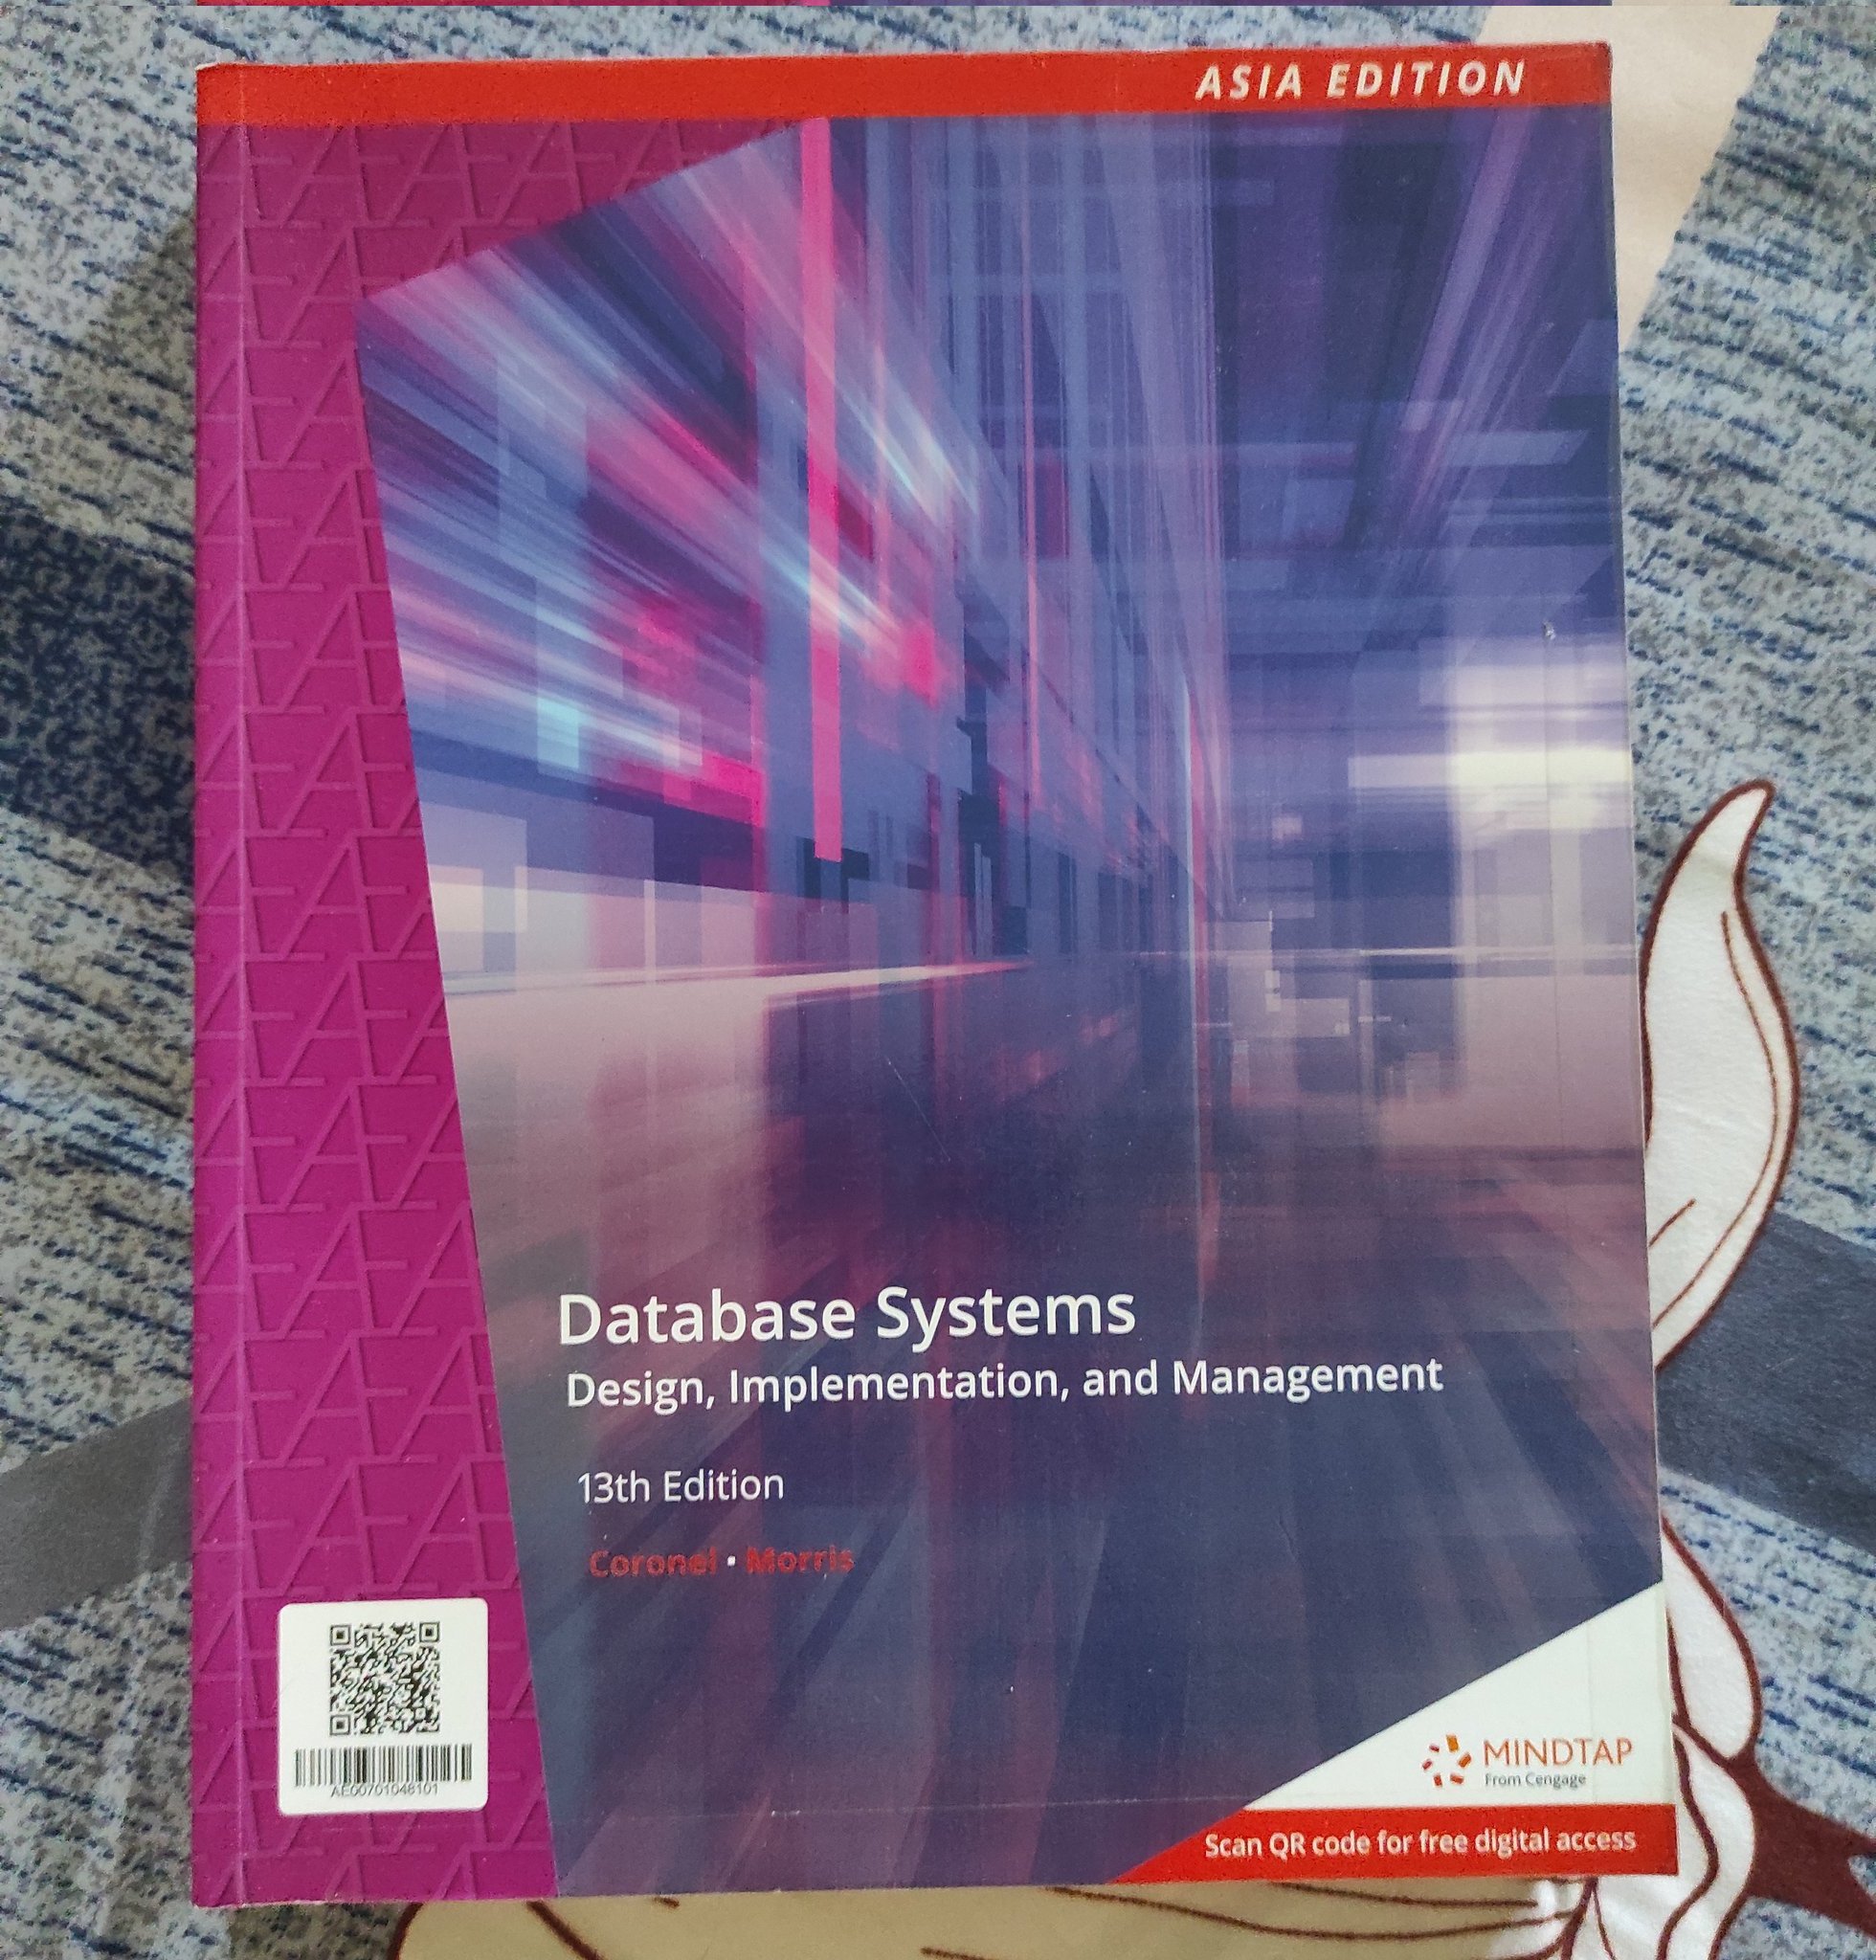 ASIA EDITION
Database Systems
Design, Implementation, and Management
13th Edition
Coronel · Morris
AE00701048101
MINDTAP
From Cengage
Scan QR code for free digital access